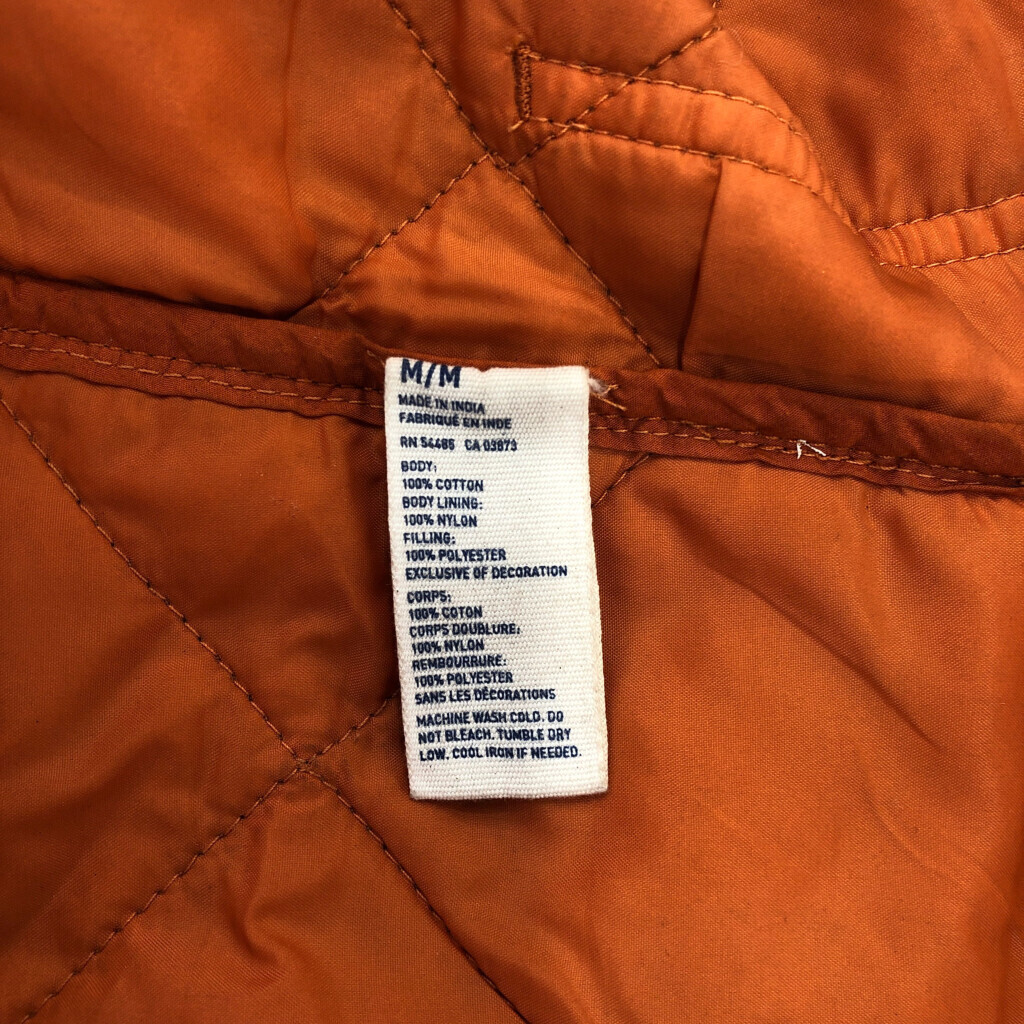 M/M
MADE IN INDIA
FABRIQUÉ EN INDE
RN 54485 CA 03873
BODY:
100% COTTON
BODY LINING:
100% NYLON
FILLING:
100% POLYESTER
EXCLUSIVE OF DECORATION
CORPS:
100% COTON
CORPS DOUBLURE:
100% NYLON
REMBOURRURE:
100% POLYESTER
SANS LES DÉCORATIONS
MACHINE WASH COLD. DO
NOT BLEACH. TUMBLE DRY
LOW. COOL IRON IF NEEDED.